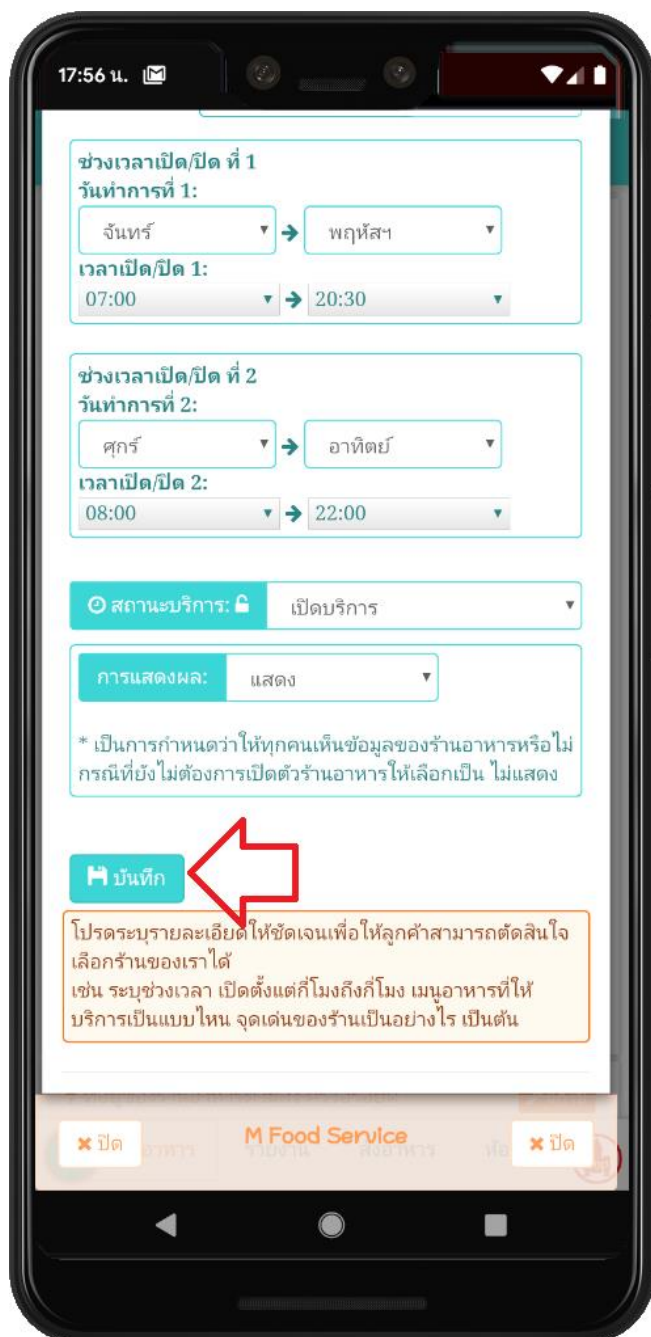 17:56 น.
ช่วงเวลาเปิด/ปิด ที่ 1
วันทำการที่ 1:
จันทร์ พฤหัสฯ
เวลาเปิด/ปิด 1:
07:00 20:30
ช่วงเวลาเปิด/ปิด ที่ 2
วันทำการที่ 2:
ศุกร์ อาทิตย์
เวลาเปิด/ปิด 2:
08:00 22:00
สถานะบริการ: เปิดบริการ
การแสดงผล: แสดง
* เป็นการกำหนดว่าให้ทุกคนเห็นข้อมูลของร้านอาหารหรือไม่
กรณีที่ยังไม่ต้องการเปิดตัวร้านอาหารให้เลือกเป็น ไม่แสดง
บันทึก
โปรดระบุรายละเอียดให้ชัดเจนเพื่อให้ลูกค้าสามารถตัดสินใจ
เลือกร้านของเราได้
เช่น ระบุช่วงเวลา เปิดตั้งแต่กี่โมงถึงกี่โมง เมนูอาหารที่ให้
บริการเป็นแบบไหน จุดเด่นของร้านเป็นอย่างไร เป็นต้น
ปิด M Food Service ปิด
อาหาร รายงาน สั่งอาหาร